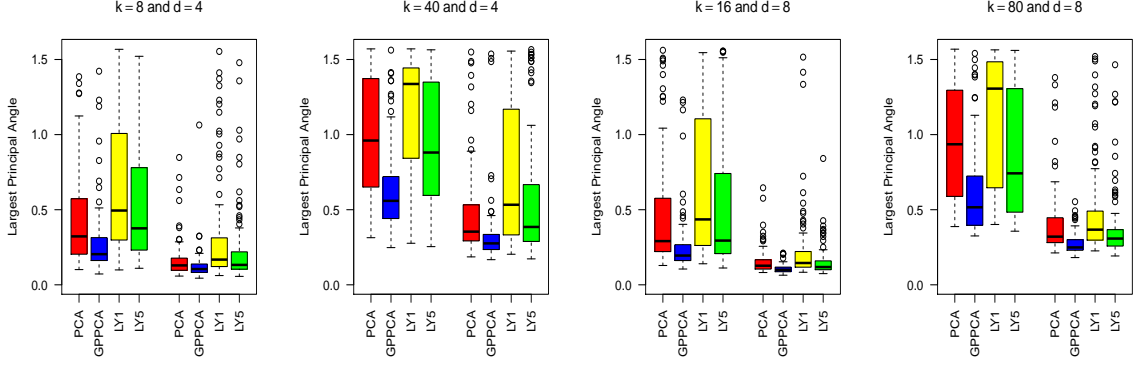 k = 8 and d = 4
k = 40 and d = 4
k = 16 and d = 8
k = 80 and d = 8
Largest Principal Angle
0.0
0.5
1.0
1.5
PCA
GPPCA
LY1
LY5
PCA
GPPCA
LY1
LY5
Largest Principal Angle
0.0
0.5
1.0
1.5
PCA
GPPCA
LY1
LY5
PCA
GPPCA
LY1
LY5
Largest Principal Angle
0.0
0.5
1.0
1.5
PCA
GPPCA
LY1
LY5
PCA
GPPCA
LY1
LY5
Largest Principal Angle
0.0
0.5
1.0
1.5
PCA
GPPCA
LY1
LY5
PCA
GPPCA
LY1
LY5